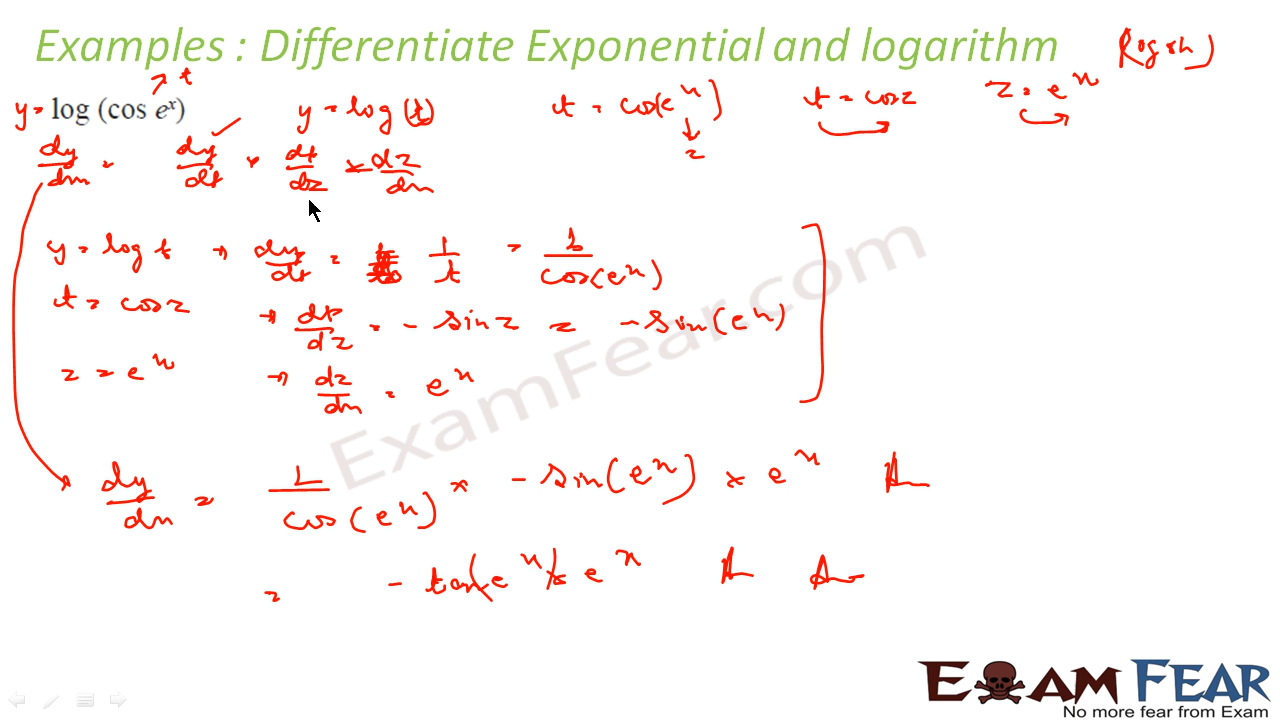 Examples : Differentiate Exponential and logarithm
y = log (cos eˣ) → t
y = log (t)
t = cos(eˣ)
↓
z
t = cos z
z = eˣ
dy/dx = dy/dt × dt/dz × dz/dx
y = log t → dy/dt = 1/t = 1/cos(eˣ)
t = cos z → dt/dz = - sin z = - sin(eˣ)
z = eˣ → dz/dx = eˣ
dy/dx = 1/cos(eˣ) × - sin(eˣ) × eˣ
= - tan(eˣ) × eˣ
ExamFear.com
EXAM FEAR
No more fear from Exam